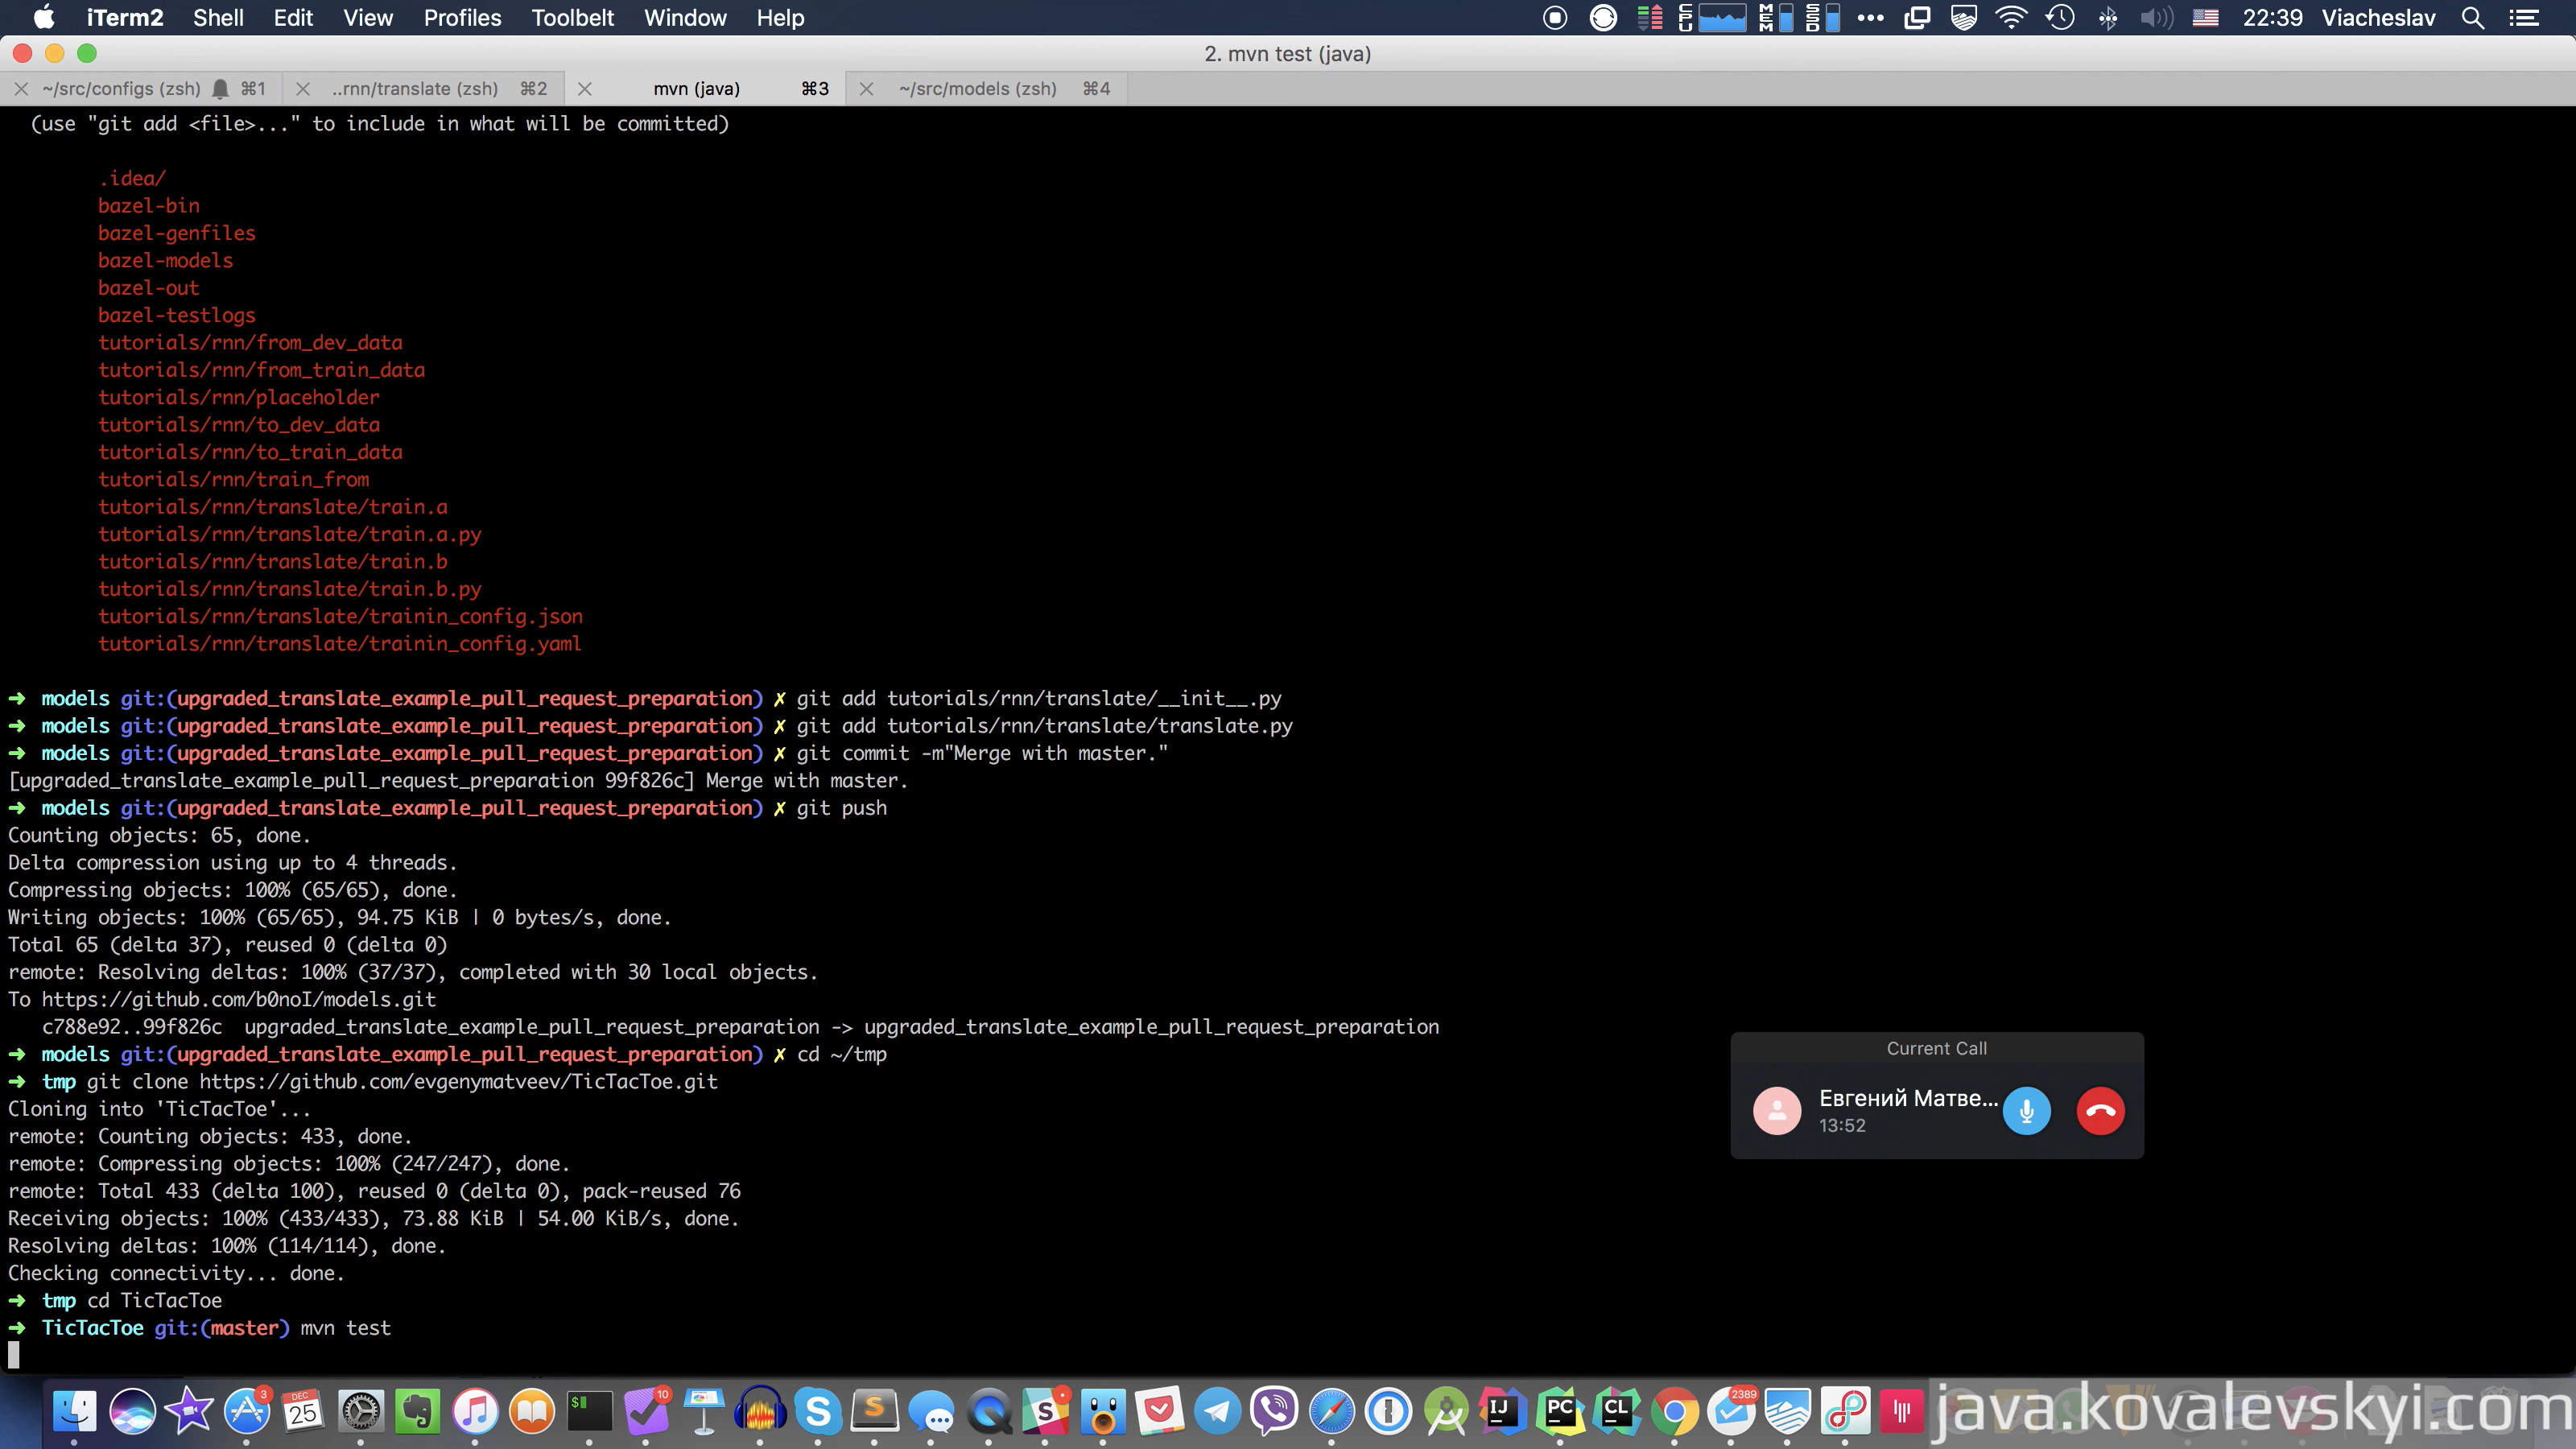 iTerm2 Shell Edit View Profiles Toolbelt Window Help CPU MEM SSD 22:39 Viacheslav
2. mvn test (java)
~/src/configs (zsh) ⌘1 ..rnn/translate (zsh) ⌘2 mvn (java) ⌘3 ~/src/models (zsh) ⌘4
(use "git add <file>..." to include in what will be committed)
.idea/
bazel-bin
bazel-genfiles
bazel-models
bazel-out
bazel-testlogs
tutorials/rnn/from_dev_data
tutorials/rnn/from_train_data
tutorials/rnn/placeholder
tutorials/rnn/to_dev_data
tutorials/rnn/to_train_data
tutorials/rnn/train_from
tutorials/rnn/translate/train.a
tutorials/rnn/translate/train.a.py
tutorials/rnn/translate/train.b
tutorials/rnn/translate/train.b.py
tutorials/rnn/translate/trainin_config.json
tutorials/rnn/translate/trainin_config.yaml
➜ models git:(upgraded_translate_example_pull_request_preparation) ✗ git add tutorials/rnn/translate/__init__.py
➜ models git:(upgraded_translate_example_pull_request_preparation) ✗ git add tutorials/rnn/translate/translate.py
➜ models git:(upgraded_translate_example_pull_request_preparation) ✗ git commit -m"Merge with master."
[upgraded_translate_example_pull_request_preparation 99f826c] Merge with master.
➜ models git:(upgraded_translate_example_pull_request_preparation) ✗ git push
Counting objects: 65, done.
Delta compression using up to 4 threads.
Compressing objects: 100% (65/65), done.
Writing objects: 100% (65/65), 94.75 KiB | 0 bytes/s, done.
Total 65 (delta 37), reused 0 (delta 0)
remote: Resolving deltas: 100% (37/37), completed with 30 local objects.
To https://github.com/b0noI/models.git
c788e92..99f826c upgraded_translate_example_pull_request_preparation -> upgraded_translate_example_pull_request_preparation
➜ models git:(upgraded_translate_example_pull_request_preparation) ✗ cd ~/tmp
➜ tmp git clone https://github.com/evgenymatveev/TicTacToe.git
Cloning into 'TicTacToe'...
remote: Counting objects: 433, done.
remote: Compressing objects: 100% (247/247), done.
remote: Total 433 (delta 100), reused 0 (delta 0), pack-reused 76
Receiving objects: 100% (433/433), 73.88 KiB | 54.00 KiB/s, done.
Resolving deltas: 100% (114/114), done.
Checking connectivity... done.
➜ tmp cd TicTacToe
➜ TicTacToe git:(master) mvn test
Current Call
Евгений Матве...
13:52
3 DEC 25 $ 10 S S S IJ PC CL 2389
java.kovalevskyi.com